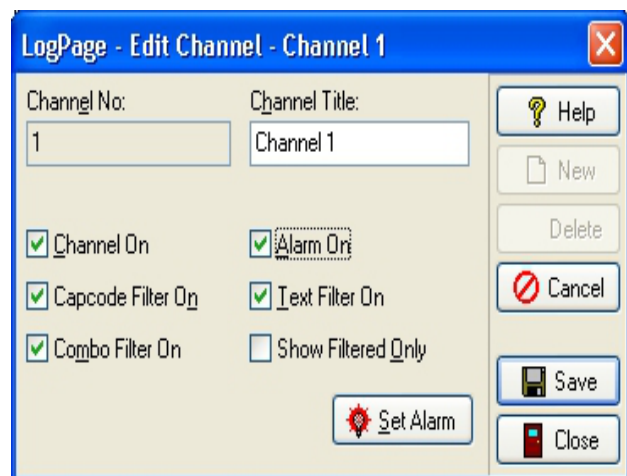 LogPage - Edit Channel - Channel 1
Channel No:
Channel Title:
1
Channel 1
Channel On
Alarm On
Capcode Filter On
Text Filter On
Combo Filter On
Show Filtered Only
Set Alarm
Help
New
Delete
Cancel
Save
Close